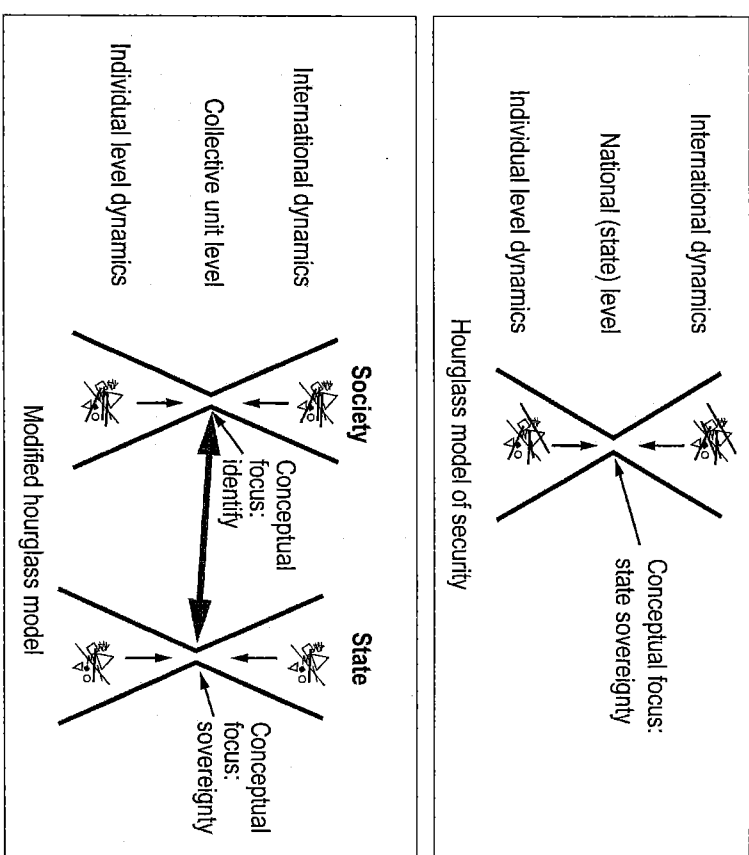 International dynamics
National (state) level
Individual level dynamics
Conceptual focus:
state sovereignty
Hourglass model of security
Society
State
International dynamics
Collective unit level
Individual level dynamics
Conceptual
focus:
identify
Conceptual
focus:
sovereignty
Modified hourglass model